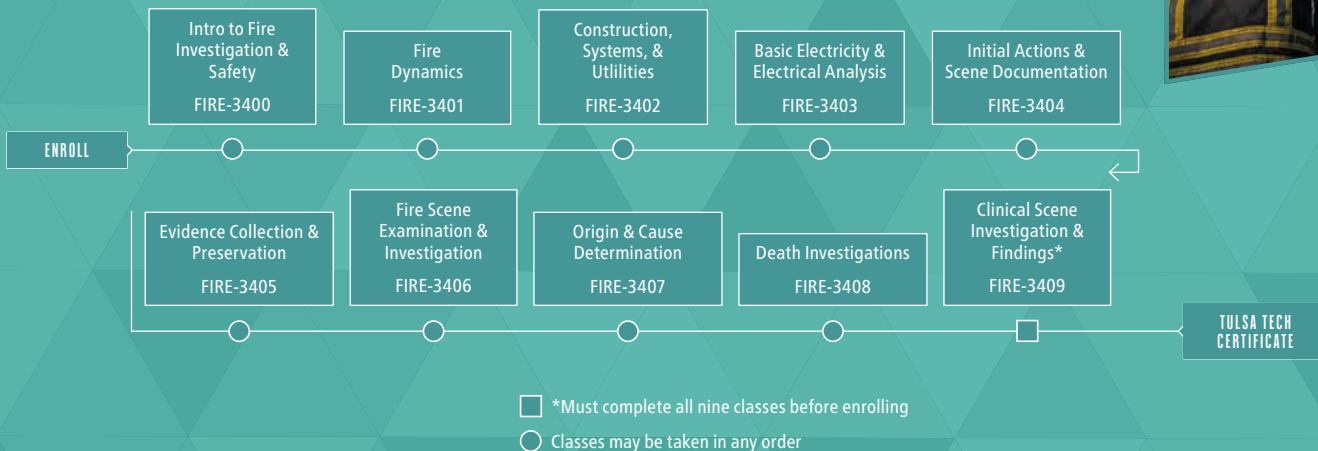 Intro to Fire
Investigation &
Safety
FIRE-3400
Fire
Dynamics
FIRE-3401
Construction,
Systems, &
Utlilities
FIRE-3402
Basic Electricity &
Electrical Analysis
FIRE-3403
Initial Actions &
Scene Documentation
FIRE-3404
ENROLL
Evidence Collection &
Preservation
FIRE-3405
Fire Scene
Examination &
Investigation
FIRE-3406
Origin & Cause
Determination
FIRE-3407
Death Investigations
FIRE-3408
Clinical Scene
Investigation &
Findings*
FIRE-3409
TULSA TECH
CERTIFICATE
*Must complete all nine classes before enrolling
Classes may be taken in any order